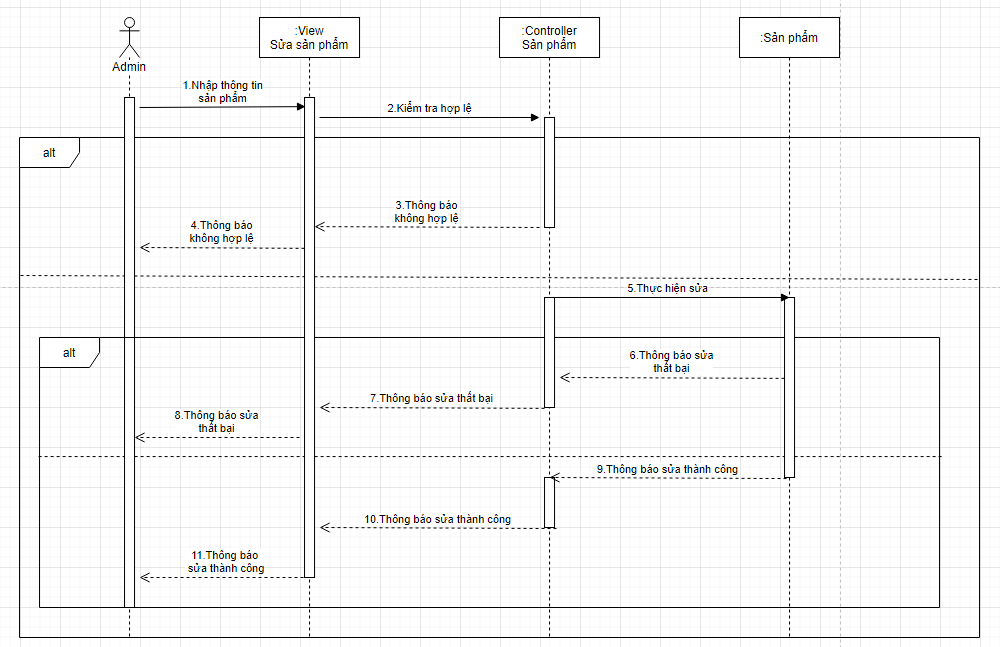 :View
Sửa sản phẩm
:Controller
Sản phẩm
:Sản phẩm
Admin
1.Nhập thông tin
sản phẩm
2.Kiểm tra hợp lệ
alt
3.Thông báo
không hợp lệ
4.Thông báo
không hợp lệ
5.Thực hiện sửa
alt
6.Thông báo sửa
thất bại
7.Thông báo sửa thất bại
8.Thông báo sửa
thất bại
9.Thông báo sửa thành công
10.Thông báo sửa thành công
11.Thông báo
sửa thành công